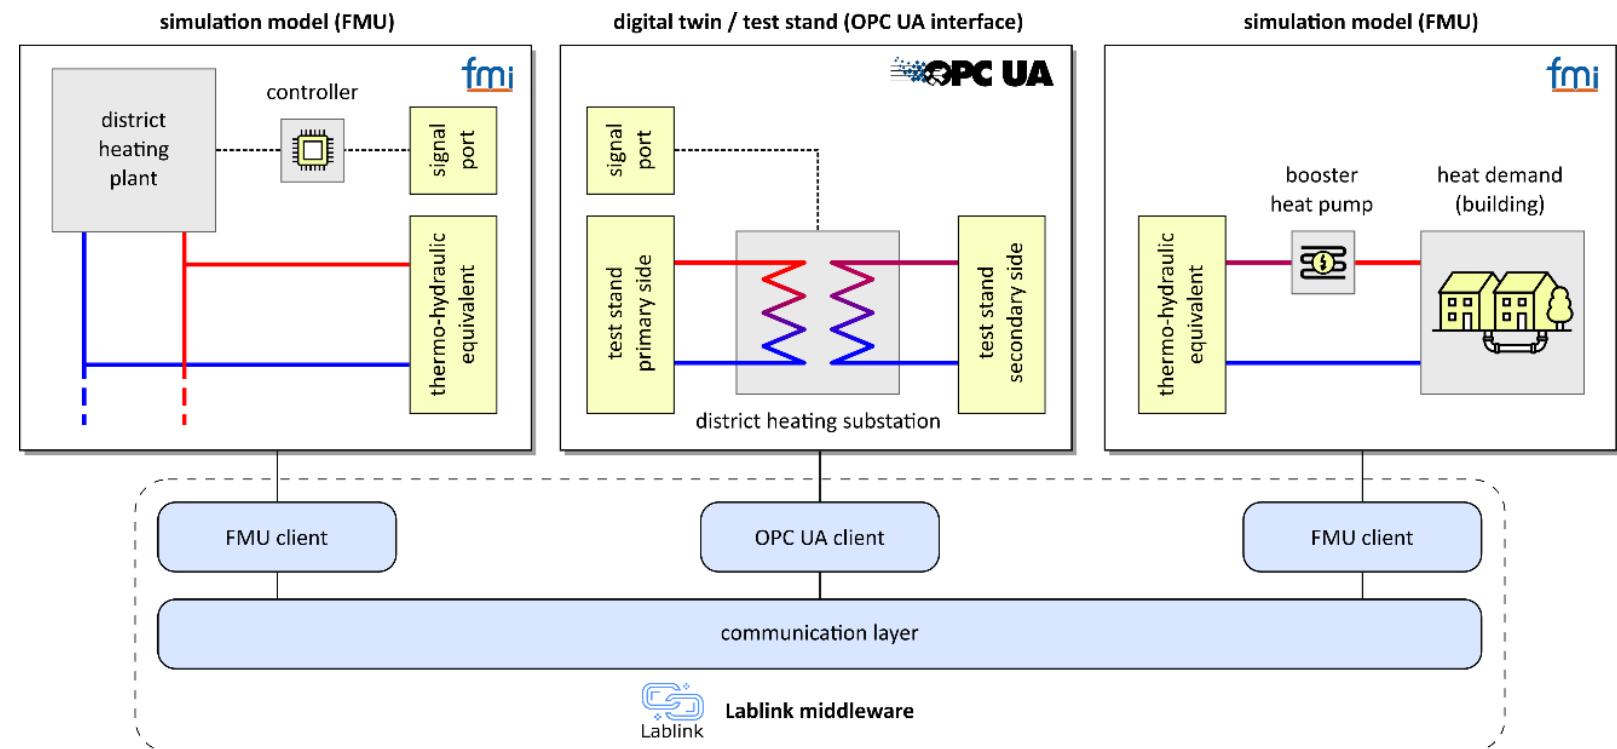 simulation model (FMU)
digital twin / test stand (OPC UA interface)
simulation model (FMU)
fmi
OPC UA
fmi
controller
district
heating
plant
signal
port
thermo-hydraulic
equivalent
signal
port
test stand
primary side
test stand
secondary side
district heating substation
booster
heat pump
heat demand
(building)
thermo-hydraulic
equivalent
FMU client
OPC UA client
FMU client
communication layer
Lablink
Lablink middleware